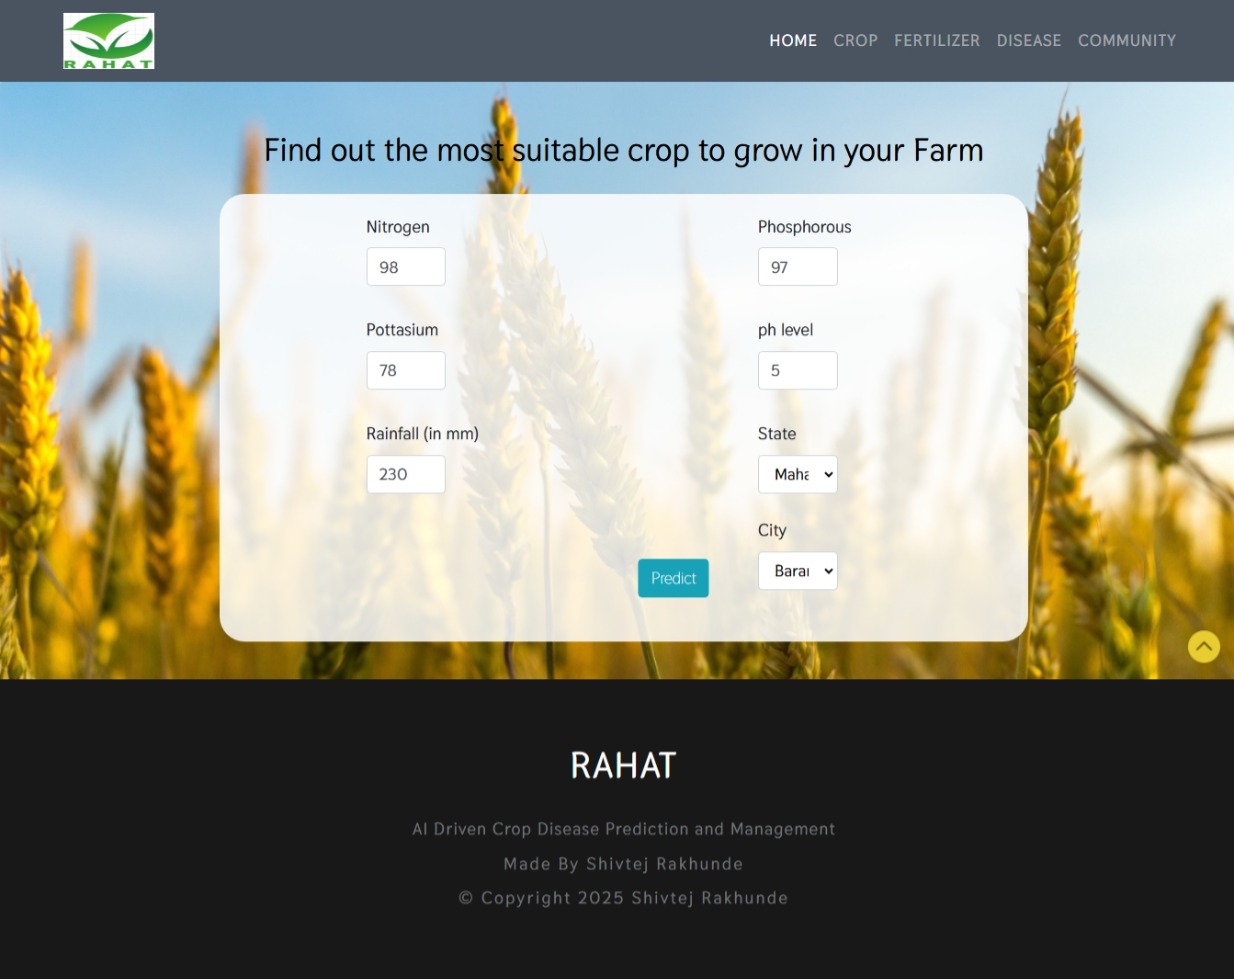 RAHAT
HOME CROP FERTILIZER DISEASE COMMUNITY
Find out the most suitable crop to grow in your Farm
Nitrogen
98
Phosphorous
97
Pottasium
78
ph level
5
Rainfall (in mm)
230
State
Maha
City
Predict
RAHAT
AI Driven Crop Disease Prediction and Management
Made By Shivtej Rakhunde
© Copyright 2025 Shivtej Rakhunde